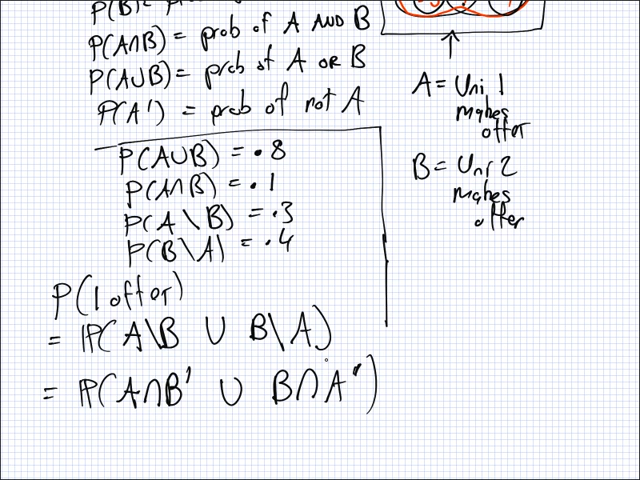 P(A∩B) = prob of A AND B
P(A∪B) = prob of A OR B
P(A') = prob of not A
P(A∪B) = .8
P(A∩B) = .1
P(A\B) = .3
P(B\A) = .4
A = Uni 1
makes
offer
B = Uni 2
makes
offer
P(1 offer)
= P(A\B ∪ B\A)
= P(A∩B' ∪ B∩A')